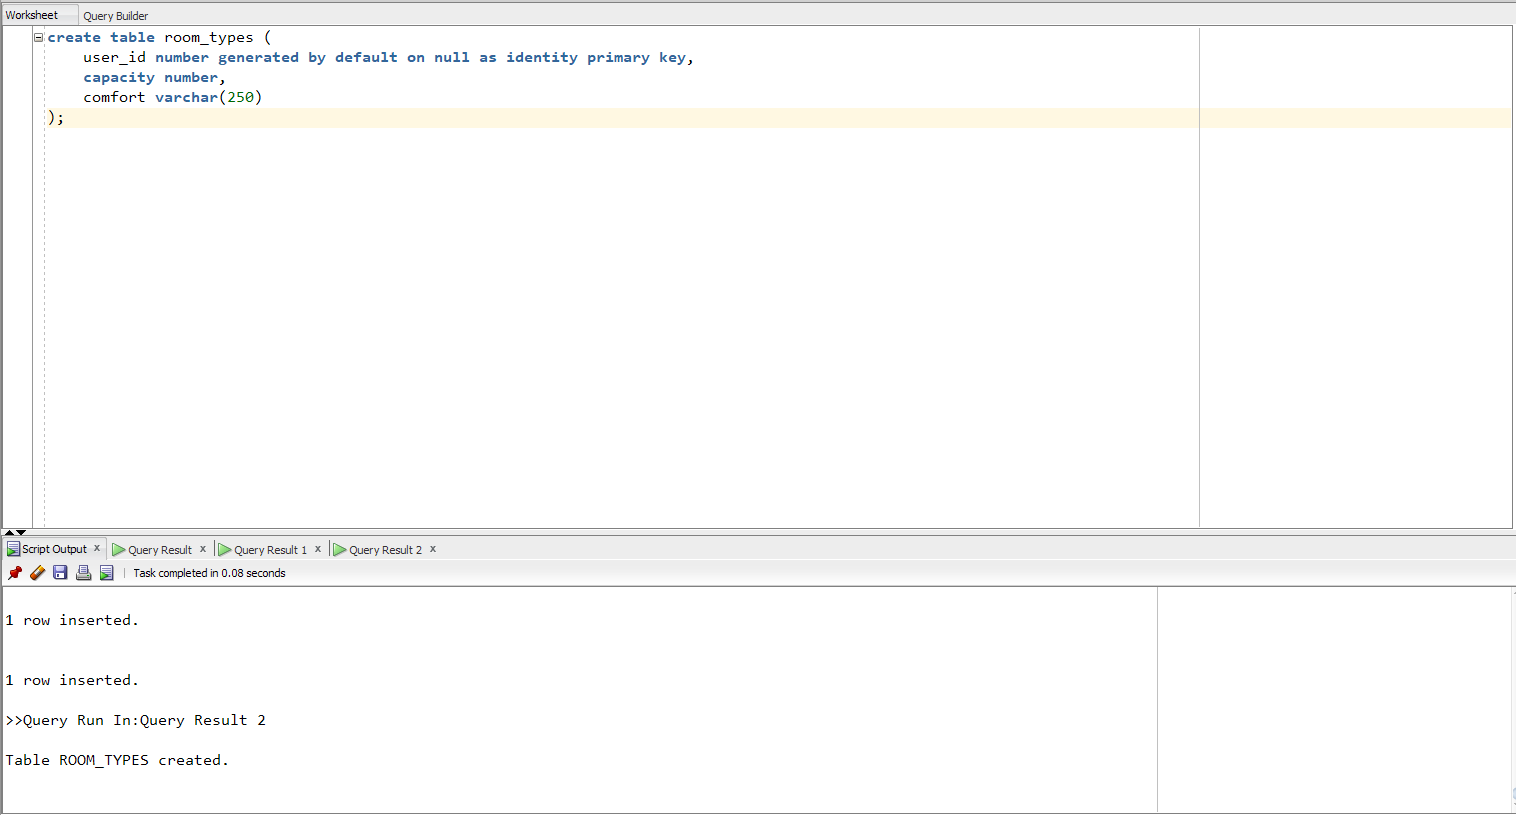 Worksheet Query Builder
create table room_types (
    user_id number generated by default on null as identity primary key,
    capacity number,
    comfort varchar(250)
);
Script Output x Query Result x Query Result 1 x Query Result 2 x
Task completed in 0.08 seconds
1 row inserted.
1 row inserted.
>>Query Run In:Query Result 2
Table ROOM_TYPES created.